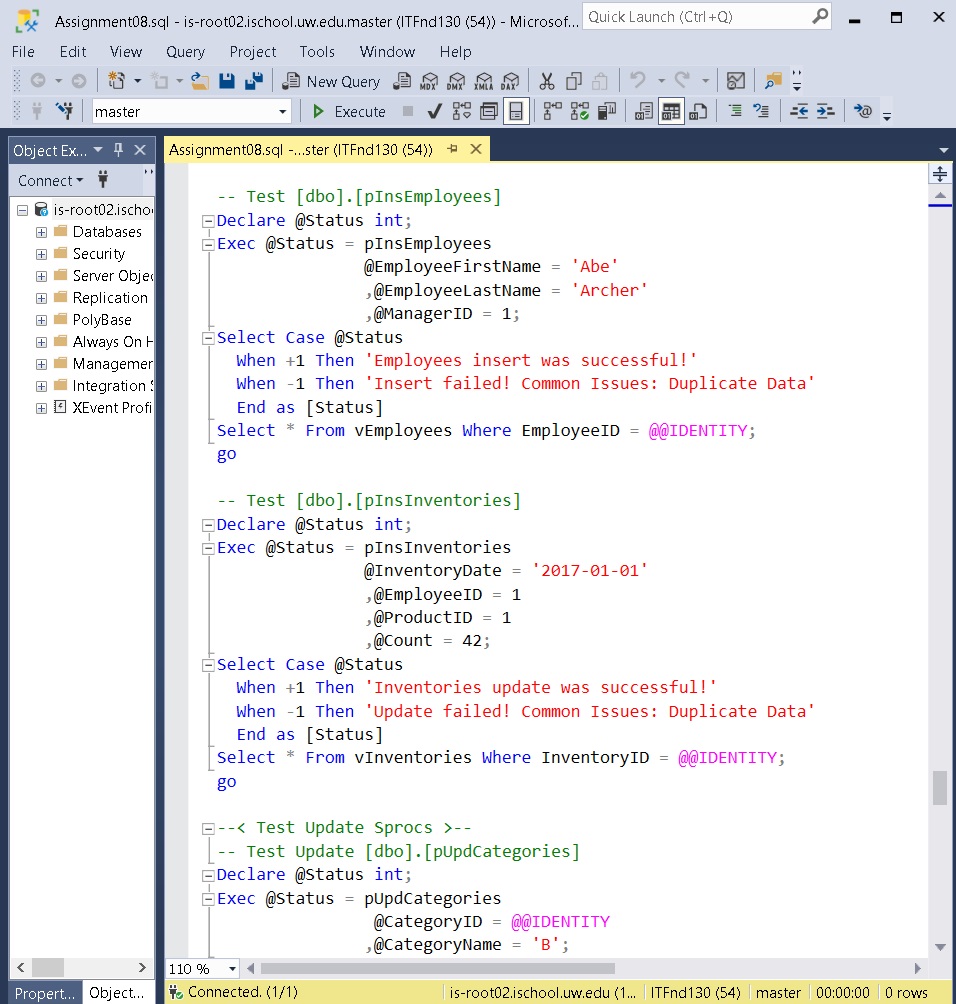 Assignment08.sql - is-root02.ischool.uw.edu.master (ITFnd130 (54)) - Microsof...
Quick Launch (Ctrl+Q)
File Edit View Query Project Tools Window Help
New Query MDX DMX XMLA DAX
master Execute
Object Ex...
Assignment08.sql -...ster (ITFnd130 (54))
Connect
is-root02.ischo
Databases
Security
Server Objec
Replication
PolyBase
Always On H
Managemer
Integration S
XEvent Profi
-- Test [dbo].[pInsEmployees]
Declare @Status int;
Exec @Status = pInsEmployees
@EmployeeFirstName = 'Abe'
,@EmployeeLastName = 'Archer'
,@ManagerID = 1;
Select Case @Status
When +1 Then 'Employees insert was successful!'
When -1 Then 'Insert failed! Common Issues: Duplicate Data'
End as [Status]
Select * From vEmployees Where EmployeeID = @@IDENTITY;
go
-- Test [dbo].[pInsInventories]
Declare @Status int;
Exec @Status = pInsInventories
@InventoryDate = '2017-01-01'
,@EmployeeID = 1
,@ProductID = 1
,@Count = 42;
Select Case @Status
When +1 Then 'Inventories update was successful!'
When -1 Then 'Update failed! Common Issues: Duplicate Data'
End as [Status]
Select * From vInventories Where InventoryID = @@IDENTITY;
go
--< Test Update Sprocs >--
-- Test Update [dbo].[pUpdCategories]
Declare @Status int;
Exec @Status = pUpdCategories
@CategoryID = @@IDENTITY
,@CategoryName = 'B';
110 %
Propert... Object...
Connected. (1/1)
is-root02.ischool.uw.edu (1... ITFnd130 (54) master 00:00:00 0 rows